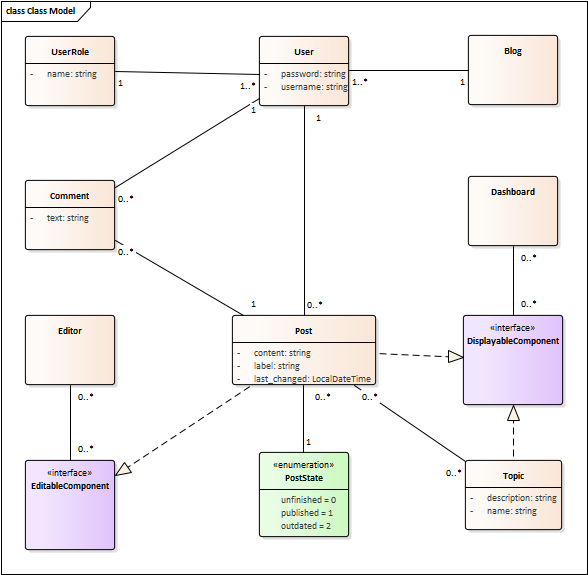 class Class Model
UserRole
- name: string
User
- password: string
- username: string
Blog
1
1..*
1..*
1
1
1
Comment
- text: string
0..*
0..*
Dashboard
0..*
0..*
1
0..*
Editor
0..*
0..*
Post
- content: string
- label: string
- last_changed: LocalDateTime
«interface»
DisplayableComponent
0..*
0..*
1
0..*
«interface»
EditableComponent
«enumeration»
PostState
unfinished = 0
published = 1
outdated = 2
Topic
- description: string
- name: string